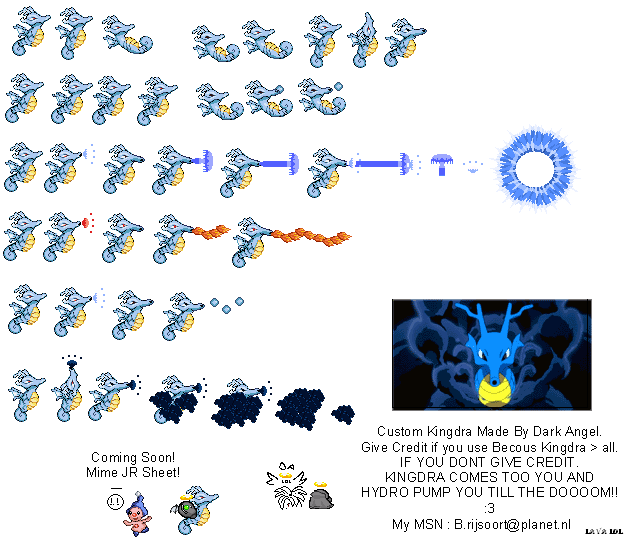 Coming Soon!
Mime JR Sheet!
LOL
Custom Kingdra Made By Dark Angel.
Give Credit if you use Becous Kingdra > all.
IF YOU DONT GIVE CREDIT.
KINGDRA COMES TOO YOU AND
HYDRO PUMP YOU TILL THE DOOOOM!!
:3
My MSN : B.rijsoort@planet.nl
LAVA LOL